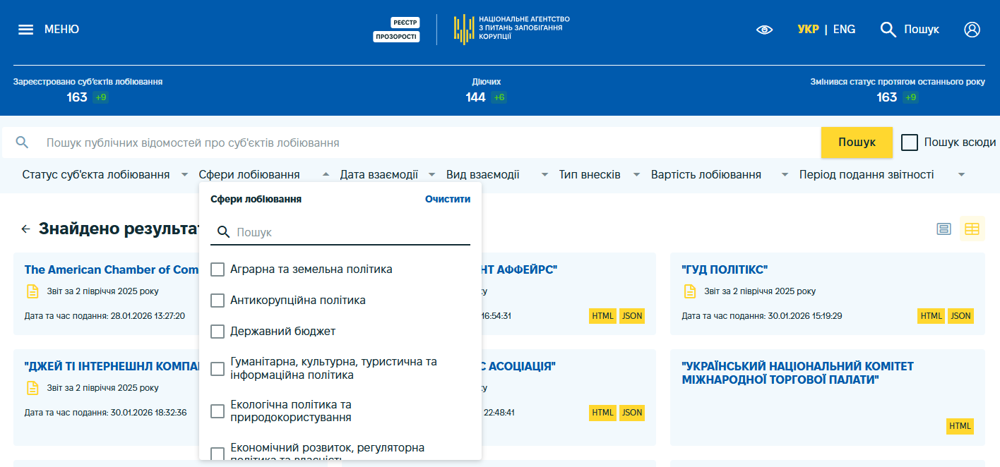 МЕНЮ
РЕЄСТР
ПРОЗОРОСТІ
НАЦІОНАЛЬНЕ АГЕНТСТВО
З ПИТАНЬ ЗАПОБІГАННЯ
КОРУПЦІЇ
УКР | ENG
Пошук
Зареєстровано суб'єктів лобіювання
163 +9
Діючих
144 +6
Змінився статус протягом останнього року
163 +9
Пошук публічних відомостей про суб'єктів лобіювання
Пошук
Пошук всюди
Статус суб'єкта лобіювання
Сфери лобіювання
Дата взаємодії
Вид взаємодії
Тип внесків
Вартість лобіювання
Період подання звітності
Сфери лобіювання
Очистити
Пошук
Аграрна та земельна політика
Антикорупційна політика
Державний бюджет
Гуманітарна, культурна, туристична та
інформаційна політика
Екологічна політика та
природокористування
Економічний розвиток, регуляторна
політика та власність
Знайдено
The American Chamber of Com
Звіт за 2 півріччя 2025 року
Дата та час подання: 28.01.2026 13:27:20
АФФЕЙРС"
16:54:31
HTML JSON
"ГУД ПОЛІТІКС"
Звіт за 2 півріччя 2025 року
Дата та час подання: 30.01.2026 15:19:29
HTML JSON
"ДЖЕЙ ТІ ІНТЕРНЕШНЛ
Звіт за 2 півріччя 2025 року
Дата та час подання: 30.01.2026 18:32:36
АСОЦІАЦІЯ"
22:48:41
HTML JSON
"УКРАЇНСЬКИЙ НАЦІОНАЛЬНИЙ КОМІТЕТ
МІЖНАРОДНОЇ ТОРГОВОЇ ПАЛАТИ"
HTML